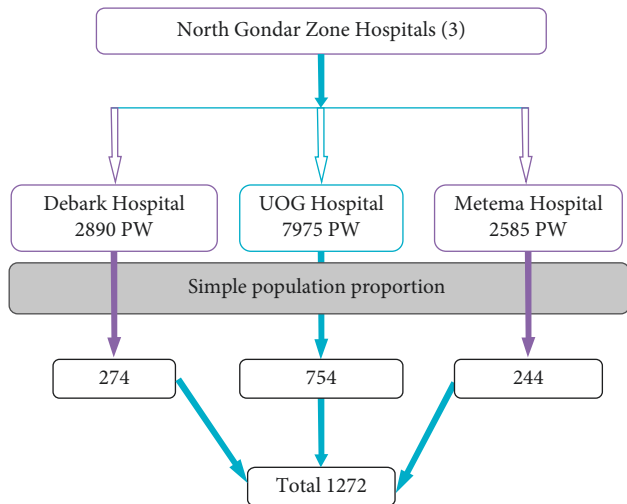 North Gondar Zone Hospitals (3)
Debark Hospital
2890 PW
UOG Hospital
7975 PW
Metema Hospital
2585 PW
Simple population proportion
274
754
244
Total 1272